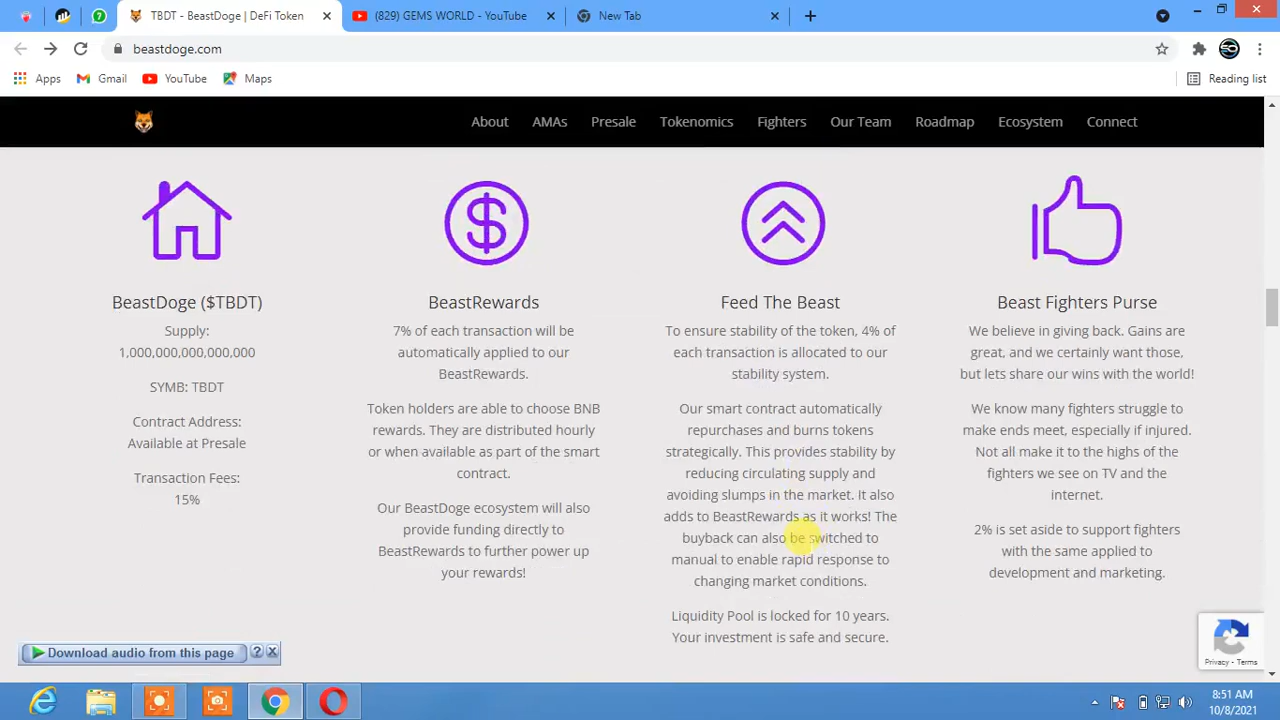 TBDT - BeastDoge | DeFi Token
(829) GEMS WORLD - YouTube
New Tab
beastdoge.com
Apps
Gmail
YouTube
Maps
Reading list
About
AMAs
Presale
Tokenomics
Fighters
Our Team
Roadmap
Ecosystem
Connect
BeastDoge ($TBDT)
Supply:
1,000,000,000,000,000
SYMB: TBDT
Contract Address:
Available at Presale
Transaction Fees:
15%
BeastRewards
7% of each transaction will be
automatically applied to our
BeastRewards.
Token holders are able to choose BNB
rewards. They are distributed hourly
or when available as part of the smart
contract.
Our BeastDoge ecosystem will also
provide funding directly to
BeastRewards to further power up
your rewards!
Feed The Beast
To ensure stability of the token, 4% of
each transaction is allocated to our
stability system.
Our smart contract automatically
repurchases and burns tokens
strategically. This provides stability by
reducing circulating supply and
avoiding slumps in the market. It also
adds to BeastRewards as it works! The
buyback can also be switched to
manual to enable rapid response to
changing market conditions.
Liquidity Pool is locked for 10 years.
Your investment is safe and secure.
Beast Fighters Purse
We believe in giving back. Gains are
great, and we certainly want those,
but lets share our wins with the world!
We know many fighters struggle to
make ends meet, especially if injured.
Not all make it to the highs of the
fighters we see on TV and the
internet.
2% is set aside to support fighters
with the same applied to
development and marketing.
Privacy - Terms
Download audio from this page
?
8:51 AM
10/8/2021